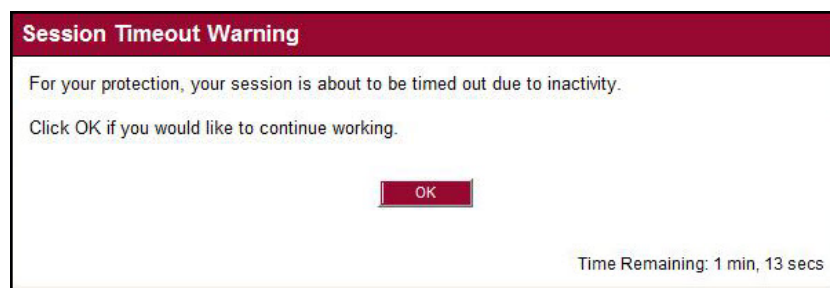 Session Timeout Warning
For your protection, your session is about to be timed out due to inactivity.
Click OK if you would like to continue working.
OK
Time Remaining: 1 min, 13 secs